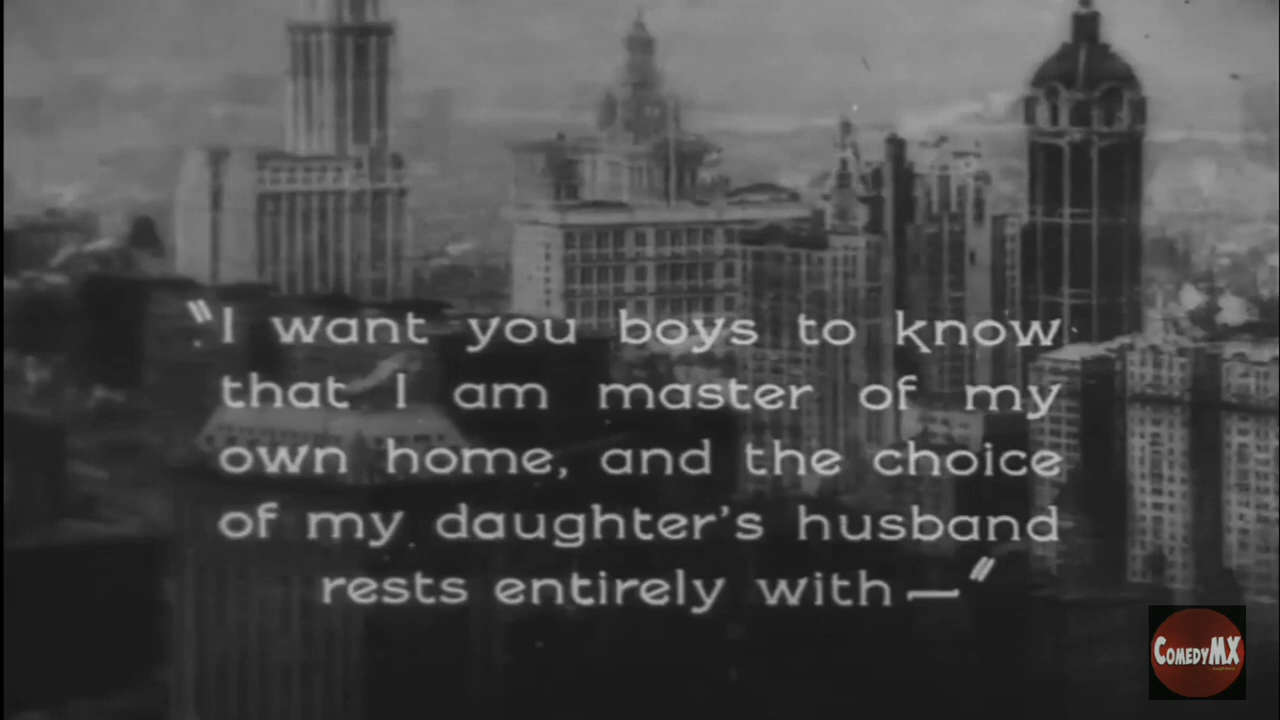 "I want you boys to know
that I am master of my
own home, and the choice
of my daughter's husband
rests entirely with—"
COMEDYMX